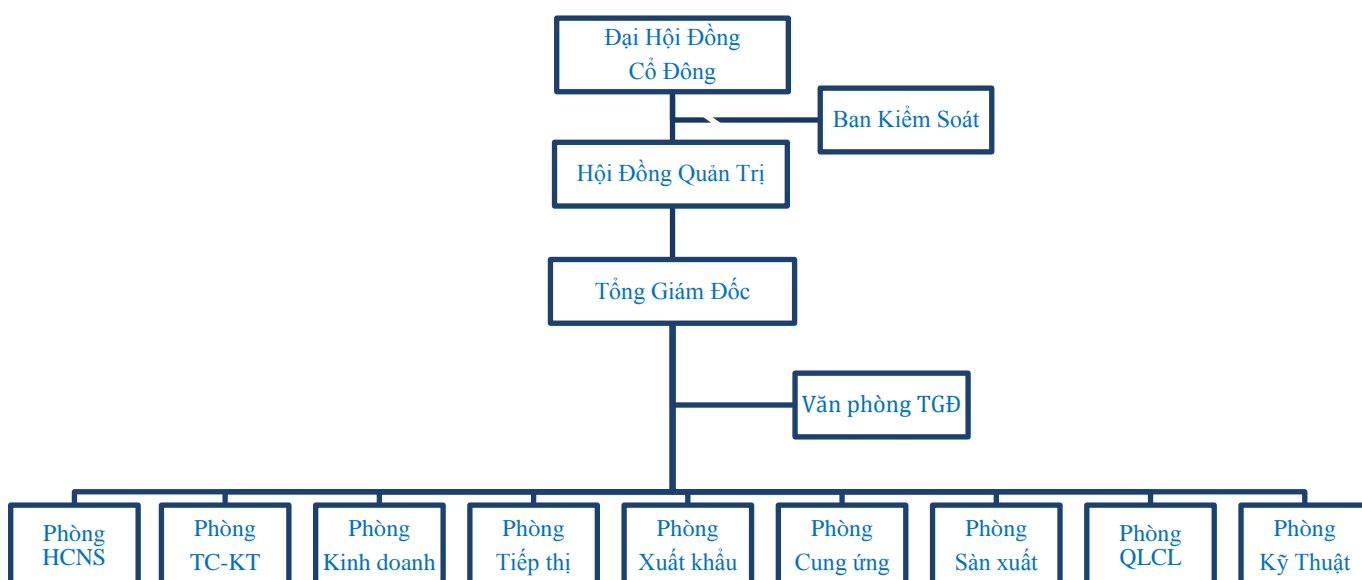 Đại Hội Đồng
Cổ Đông
Ban Kiểm Soát
Hội Đồng Quản Trị
Tổng Giám Đốc
Văn phòng TGĐ
Phòng
HCNS
Phòng
TC-KT
Phòng
Kinh doanh
Phòng
Tiếp thị
Phòng
Xuất khẩu
Phòng
Cung ứng
Phòng
Sàn xuất
Phòng
QLCL
Phòng
Kỹ Thuật